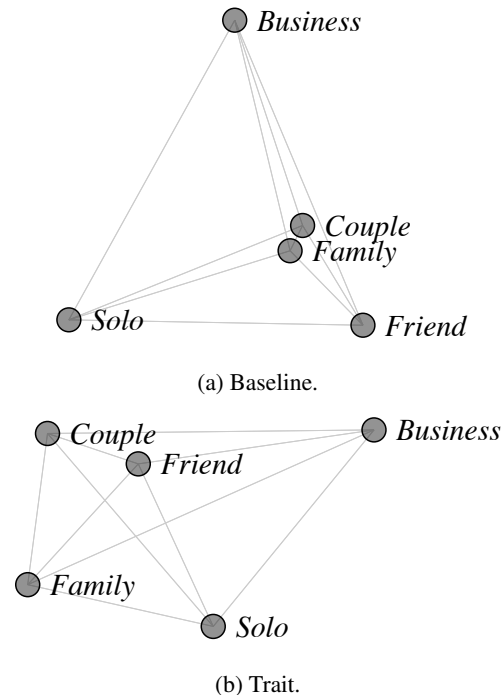 Business
Couple
Family
Solo
Friend
(a) Baseline.
Couple
Business
Friend
Family
Solo
(b) Trait.